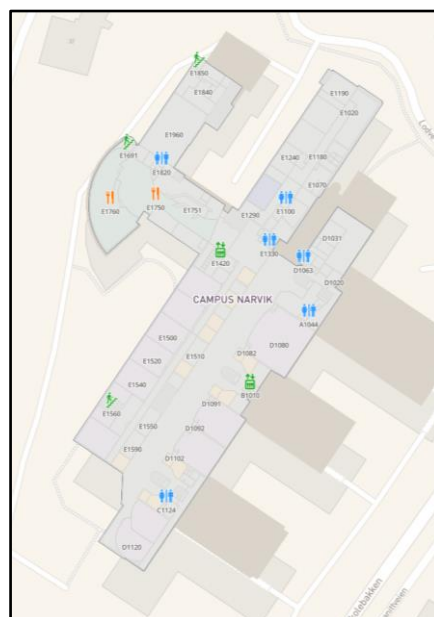 E1850
E1840
E1190
E1020
E1960
E1691
E1820
E1240
E1180
E1070
E1760
E1750
E1751
E1290
E1100
D1031
E1330
E1420
D1063
D1020
CAMPUS NARVIK
A1044
E1500
D1082
D1080
E1510
E1520
E1540
B1010
E1560
D1091
E1550
D1092
E1590
D1102
C1124
D1120